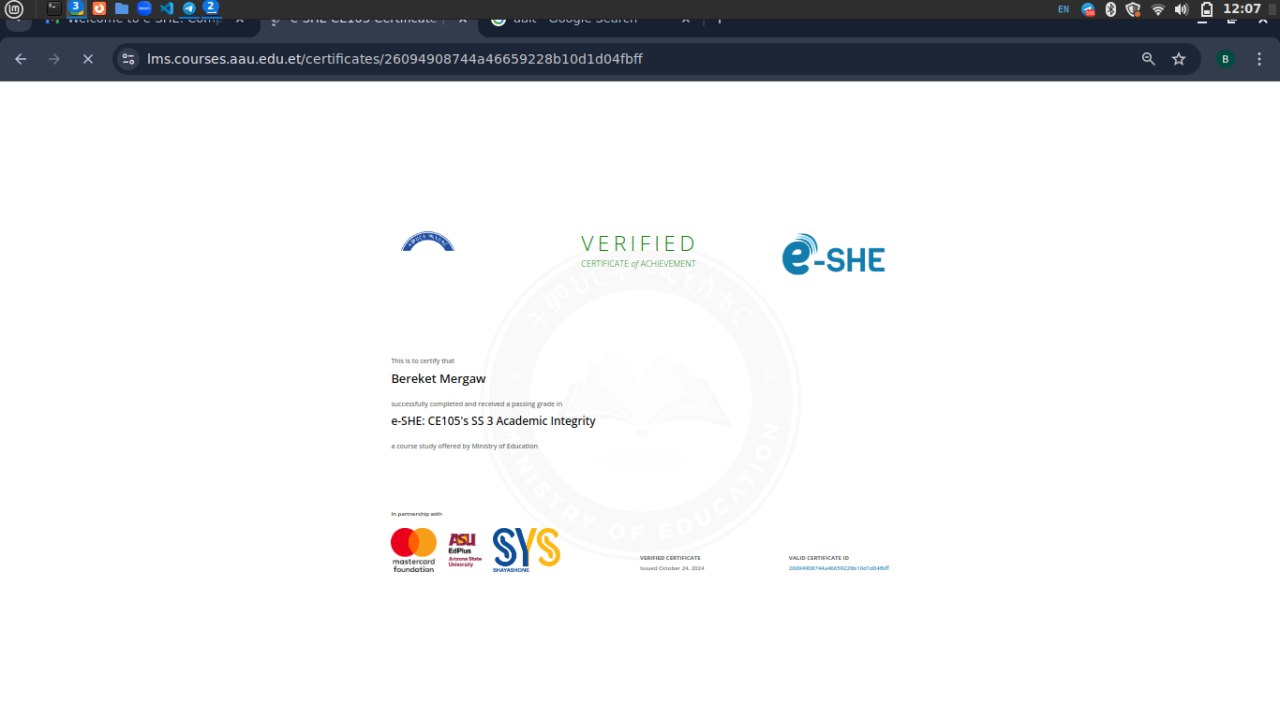 3
2
EN
12:07
Welcome to e-SHE! Com
e-SHE CE105 Certificate
aait - Google Search
lms.courses.aau.edu.et/certificates/26094908744a46659228b10d1d04fbff
B
VERIFIED
CERTIFICATE of ACHIEVEMENT
e-SHE
This is to certify that
Bereket Mergaw
successfully completed and received a passing grade in
e-SHE: CE105's SS 3 Academic Integrity
a course study offered by Ministry of Education
MINISTRY OF EDUCATION
In partnership with
mastercard
foundation
ASU
EdPlus
Arizona State
University
SYS
SHAYASHONE
VERIFIED CERTIFICATE
Issued October 24, 2024
VALID CERTIFICATE ID
26094908744a46659228b10d1d04fbff